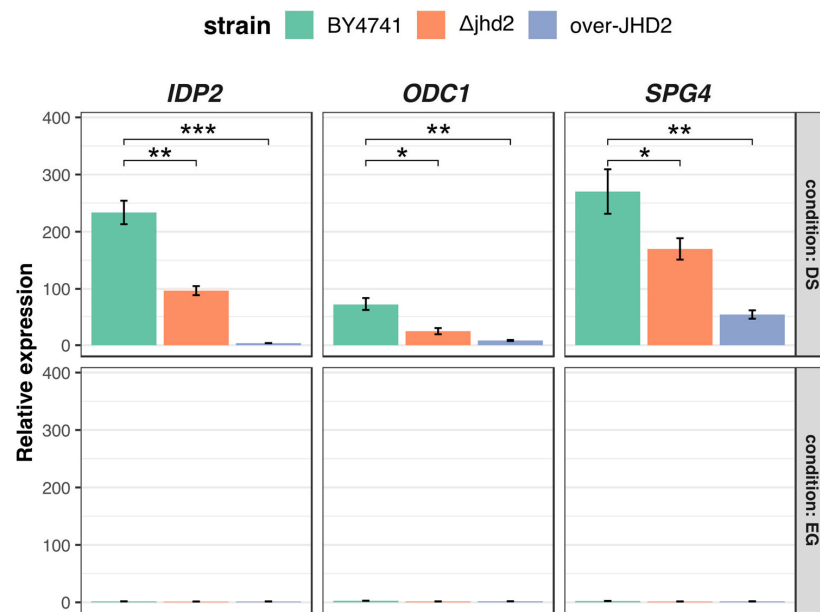 strain BY4741 Δjhd2 over-JHD2
IDP2 ODC1 SPG4
Relative expression
400
300
200
100
0
*** ** ** * ** *
condition: DS
400
300
200
100
0
condition: EG